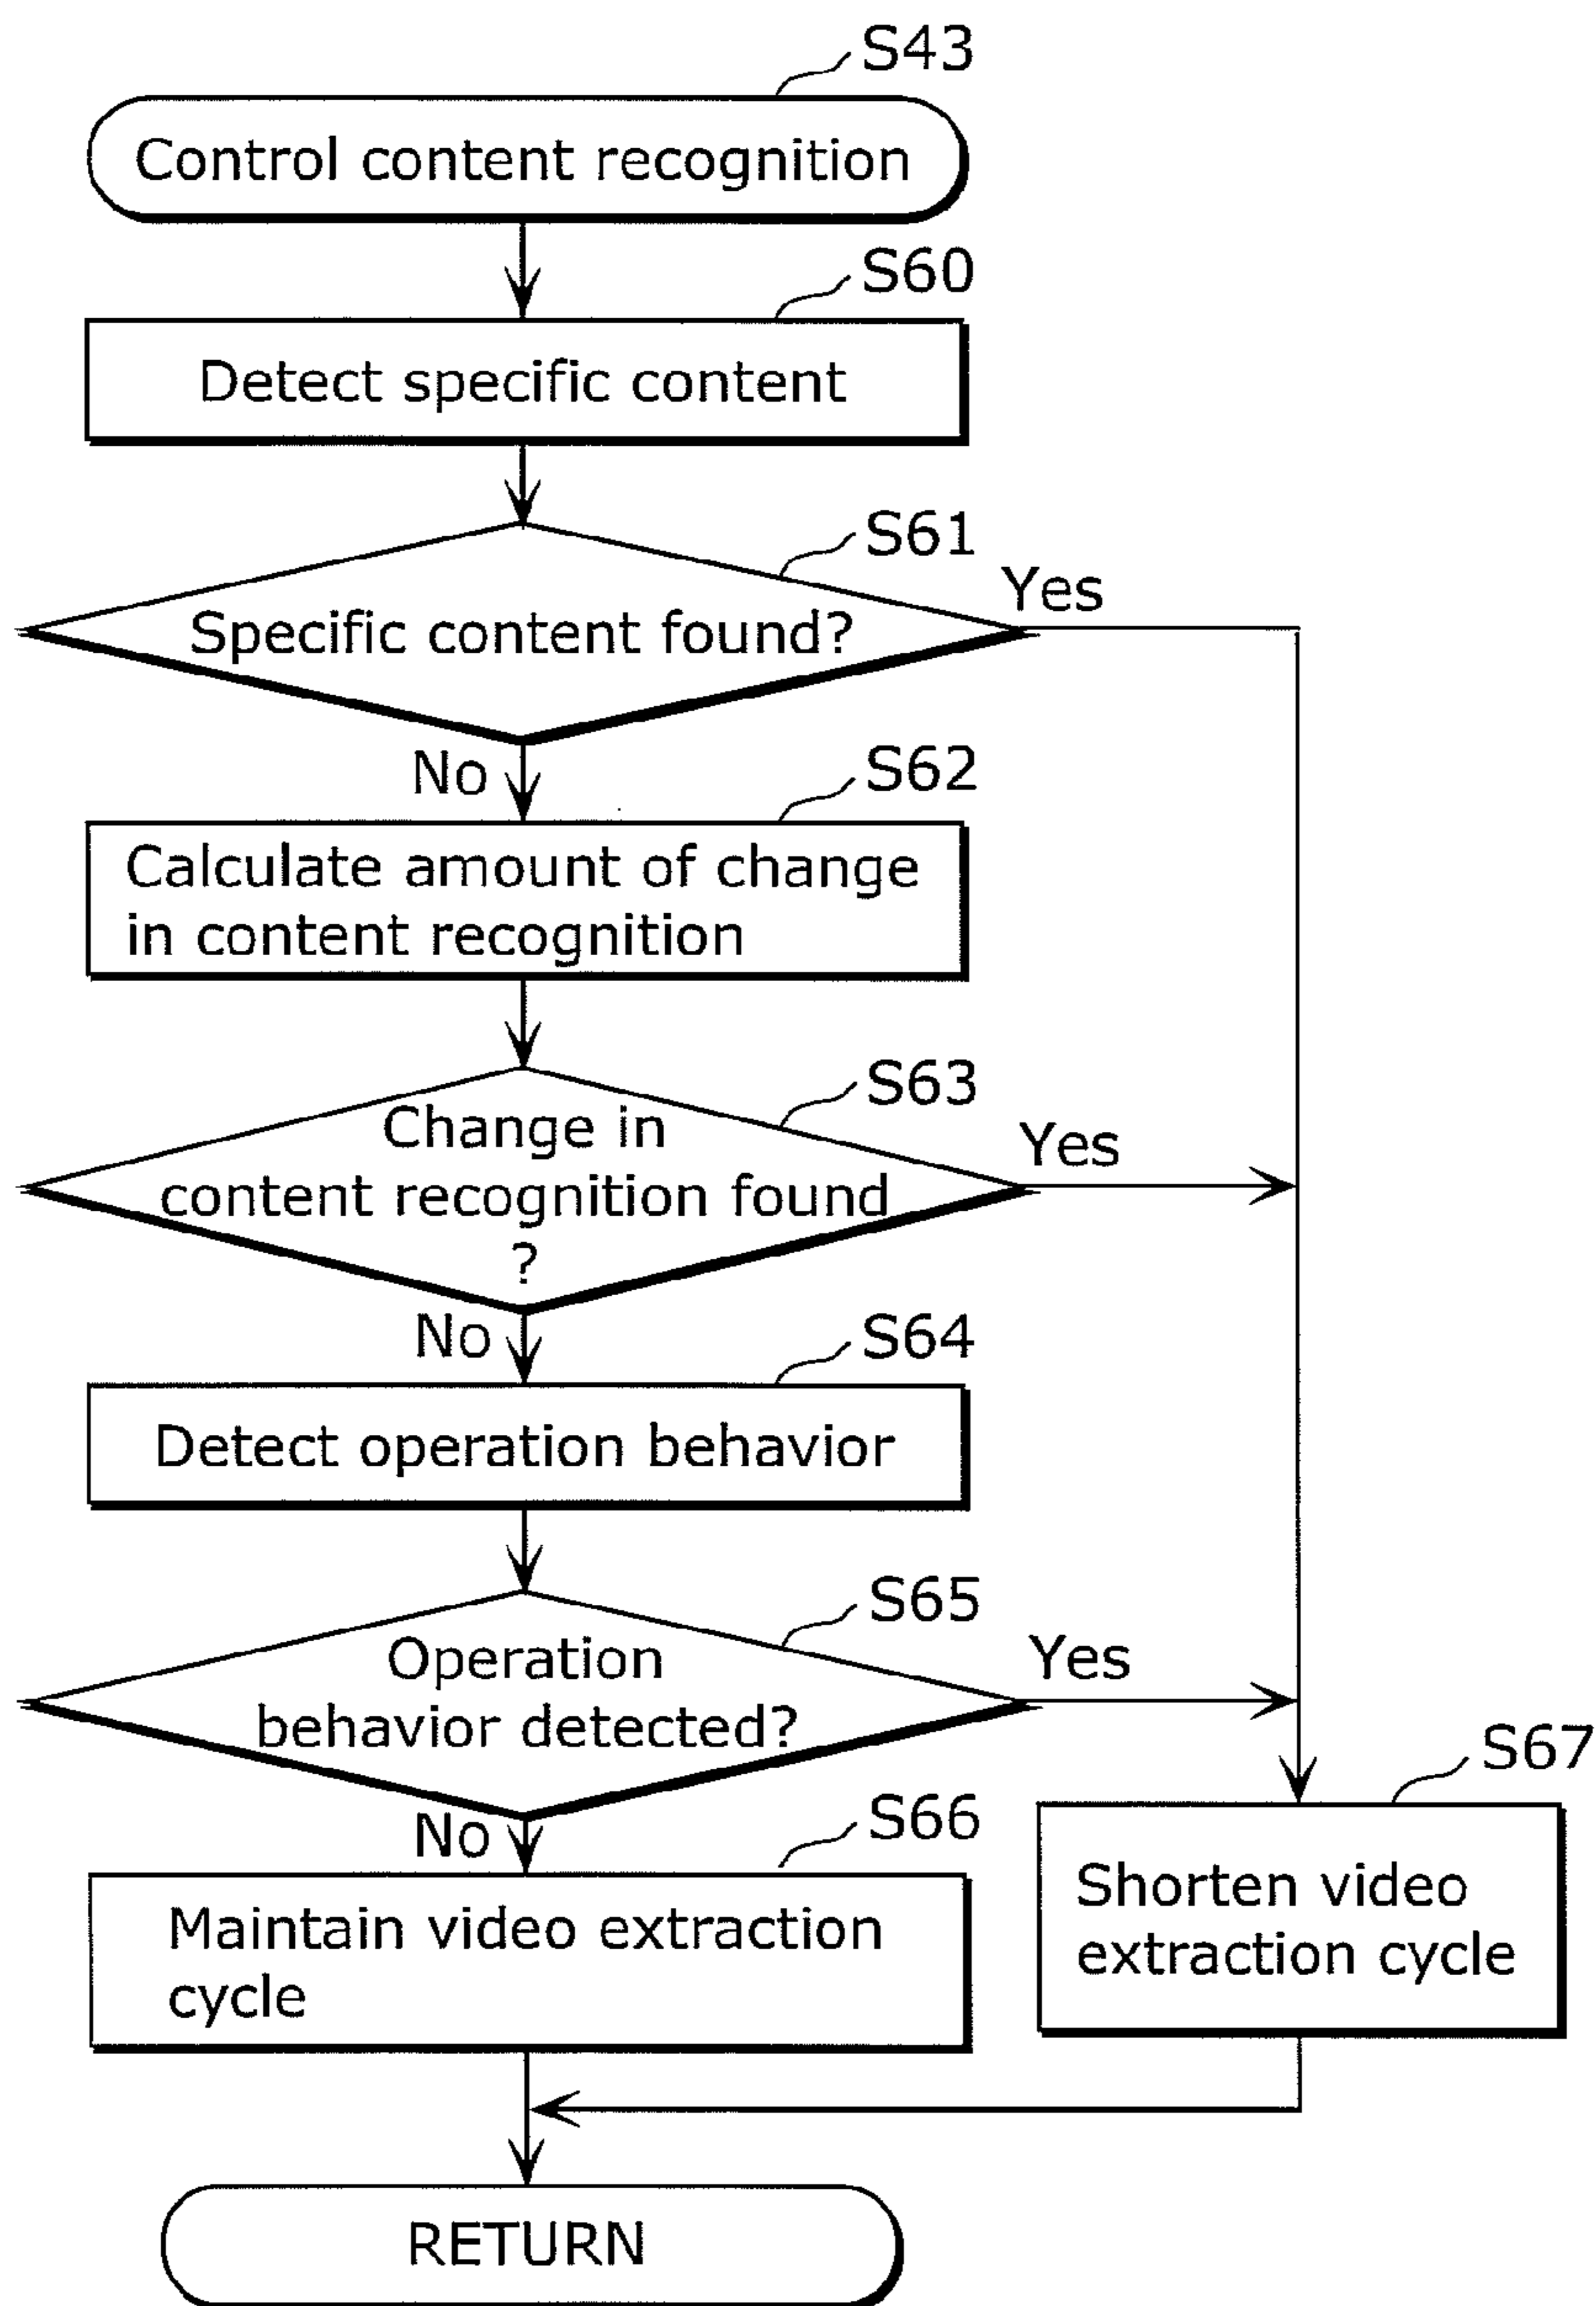 S43
Control content recognition
S60
Detect specific content
S61
Specific content found?
Yes
No
S62
Calculate amount of change
in content recognition
S63
Change in
content recognition found
?
Yes
No
S64
Detect operation behavior
S65
Operation
behavior detected?
Yes
No
S66
Maintain video extraction
cycle
S67
Shorten video
extraction cycle
RETURN